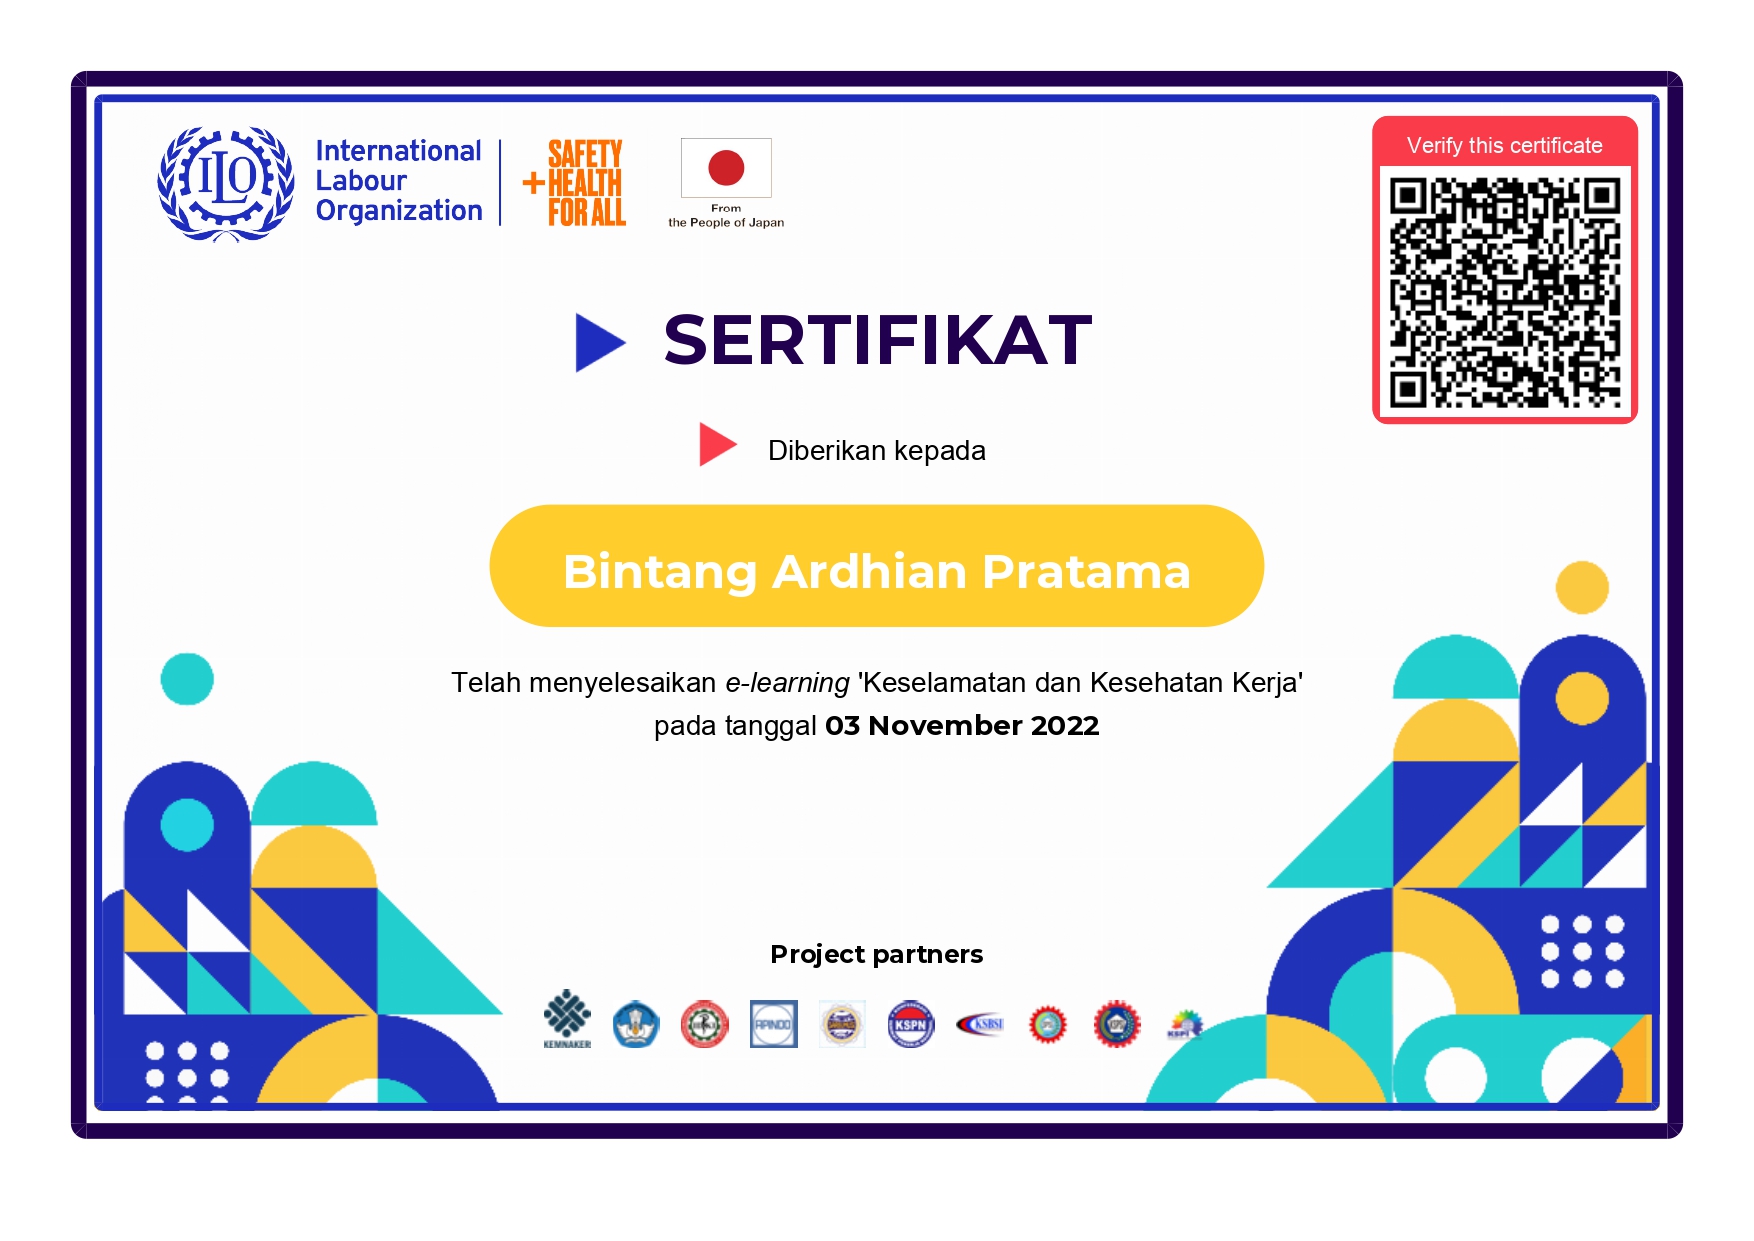 ILO
International
Labour
Organization
SAFETY
+HEALTH
FOR ALL
From
the People of Japan
Verify this certificate
SERTIFIKAT
Diberikan kepada
Bintang Ardhian Pratama
Telah menyelesaikan e-learning 'Keselamatan dan Kesehatan Kerja'
pada tanggal 03 November 2022
Project partners
KEMNAKER
APINDO
KSPN
KSBSI
KSPI